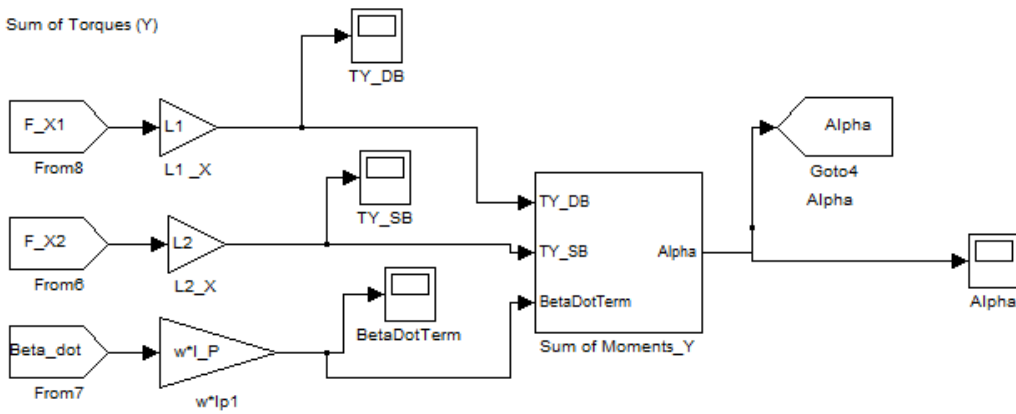 Sum of Torques (Y)
TY_DB
F_X1
L1
Alpha
From8
L1 _X
Goto4
Alpha
TY_SB
TY_DB
F_X2
L2
TY_SB
Alpha
From6
L2_X
BetaDotTerm
Alpha
BetaDotTerm
Sum of Moments_Y
Beta_dot
w*I_P
From7
w*Ip1